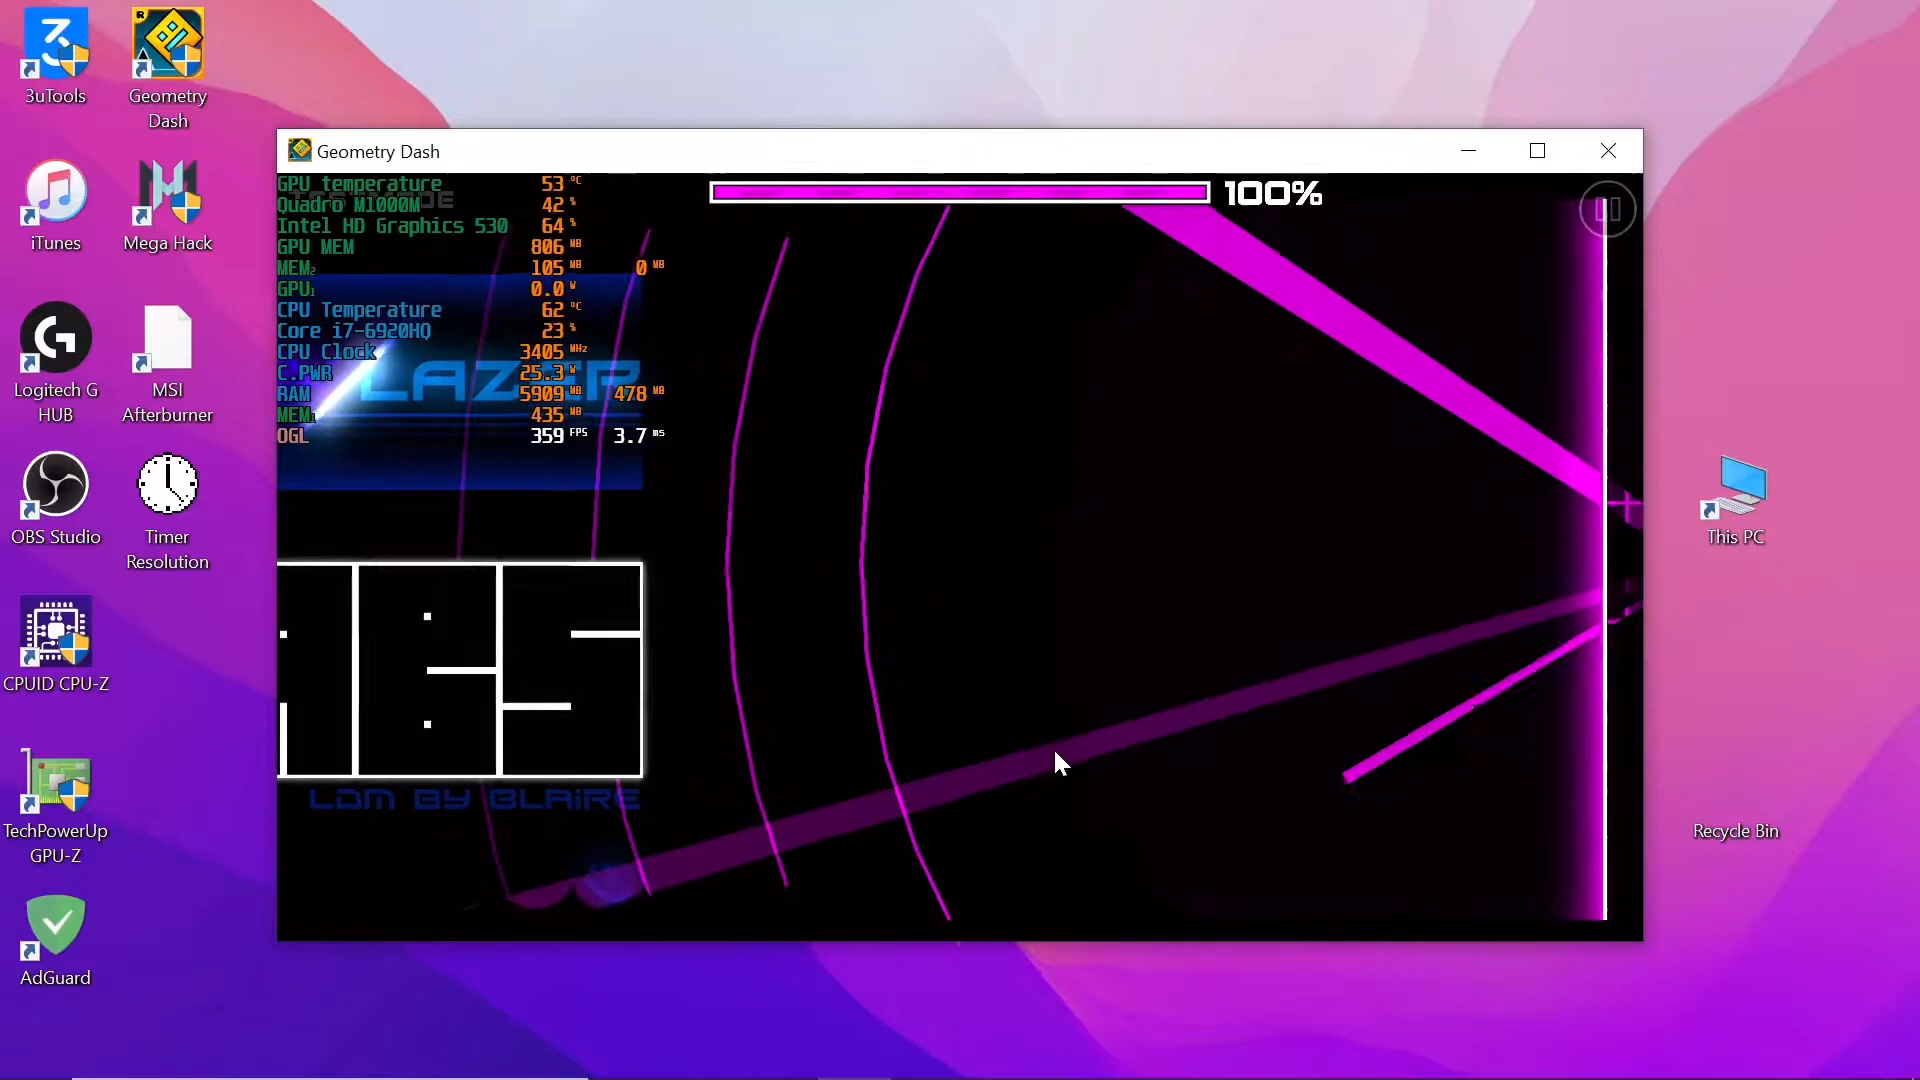 3uTools
Geometry
Dash
iTunes
Mega Hack
Logitech G
HUB
MSI
Afterburner
OBS Studio
Timer
Resolution
CPUID CPU-Z
TechPowerUp
GPU-Z
AdGuard
Geometry Dash
100%
GPU temperature 53 °C
Quadro M1000M 42 %
Intel HD Graphics 530 64 %
GPU MEM 806 MB
MEM2 105 MB 0 MB
GPU1 0.0 W
CPU Temperature 62 °C
Core i7-6920HQ 23 %
CPU Clock 3405 MHz
C.PWR 25.3 W
RAM 5909 MB 478 MB
MEM1 435 MB
OGL 359 FPS 3.7 ms
LAZER
LDM BY BLAIRE
This PC
Recycle Bin